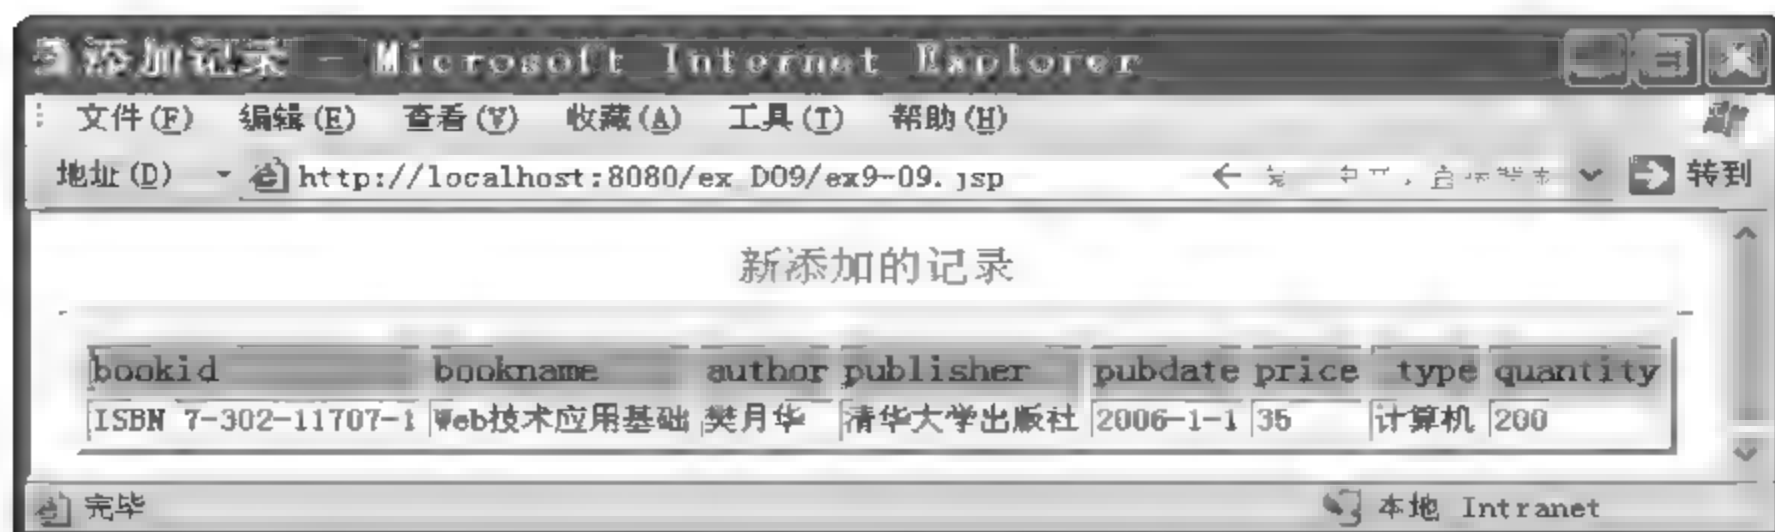 添加记录 - Microsoft Internet Explorer
文件(F) 编辑(E) 查看(V) 收藏(A) 工具(T) 帮助(H)
地址(D) http://localhost:8080/ex_D09/ex9-09.jsp 转到
新添加的记录
bookid bookname author publisher pubdate price type quantity
ISBN 7-302-11707-1 Web技术应用基础 樊月华 清华大学出版社 2006-1-1 35 计算机 200
完毕 本地 Intranet